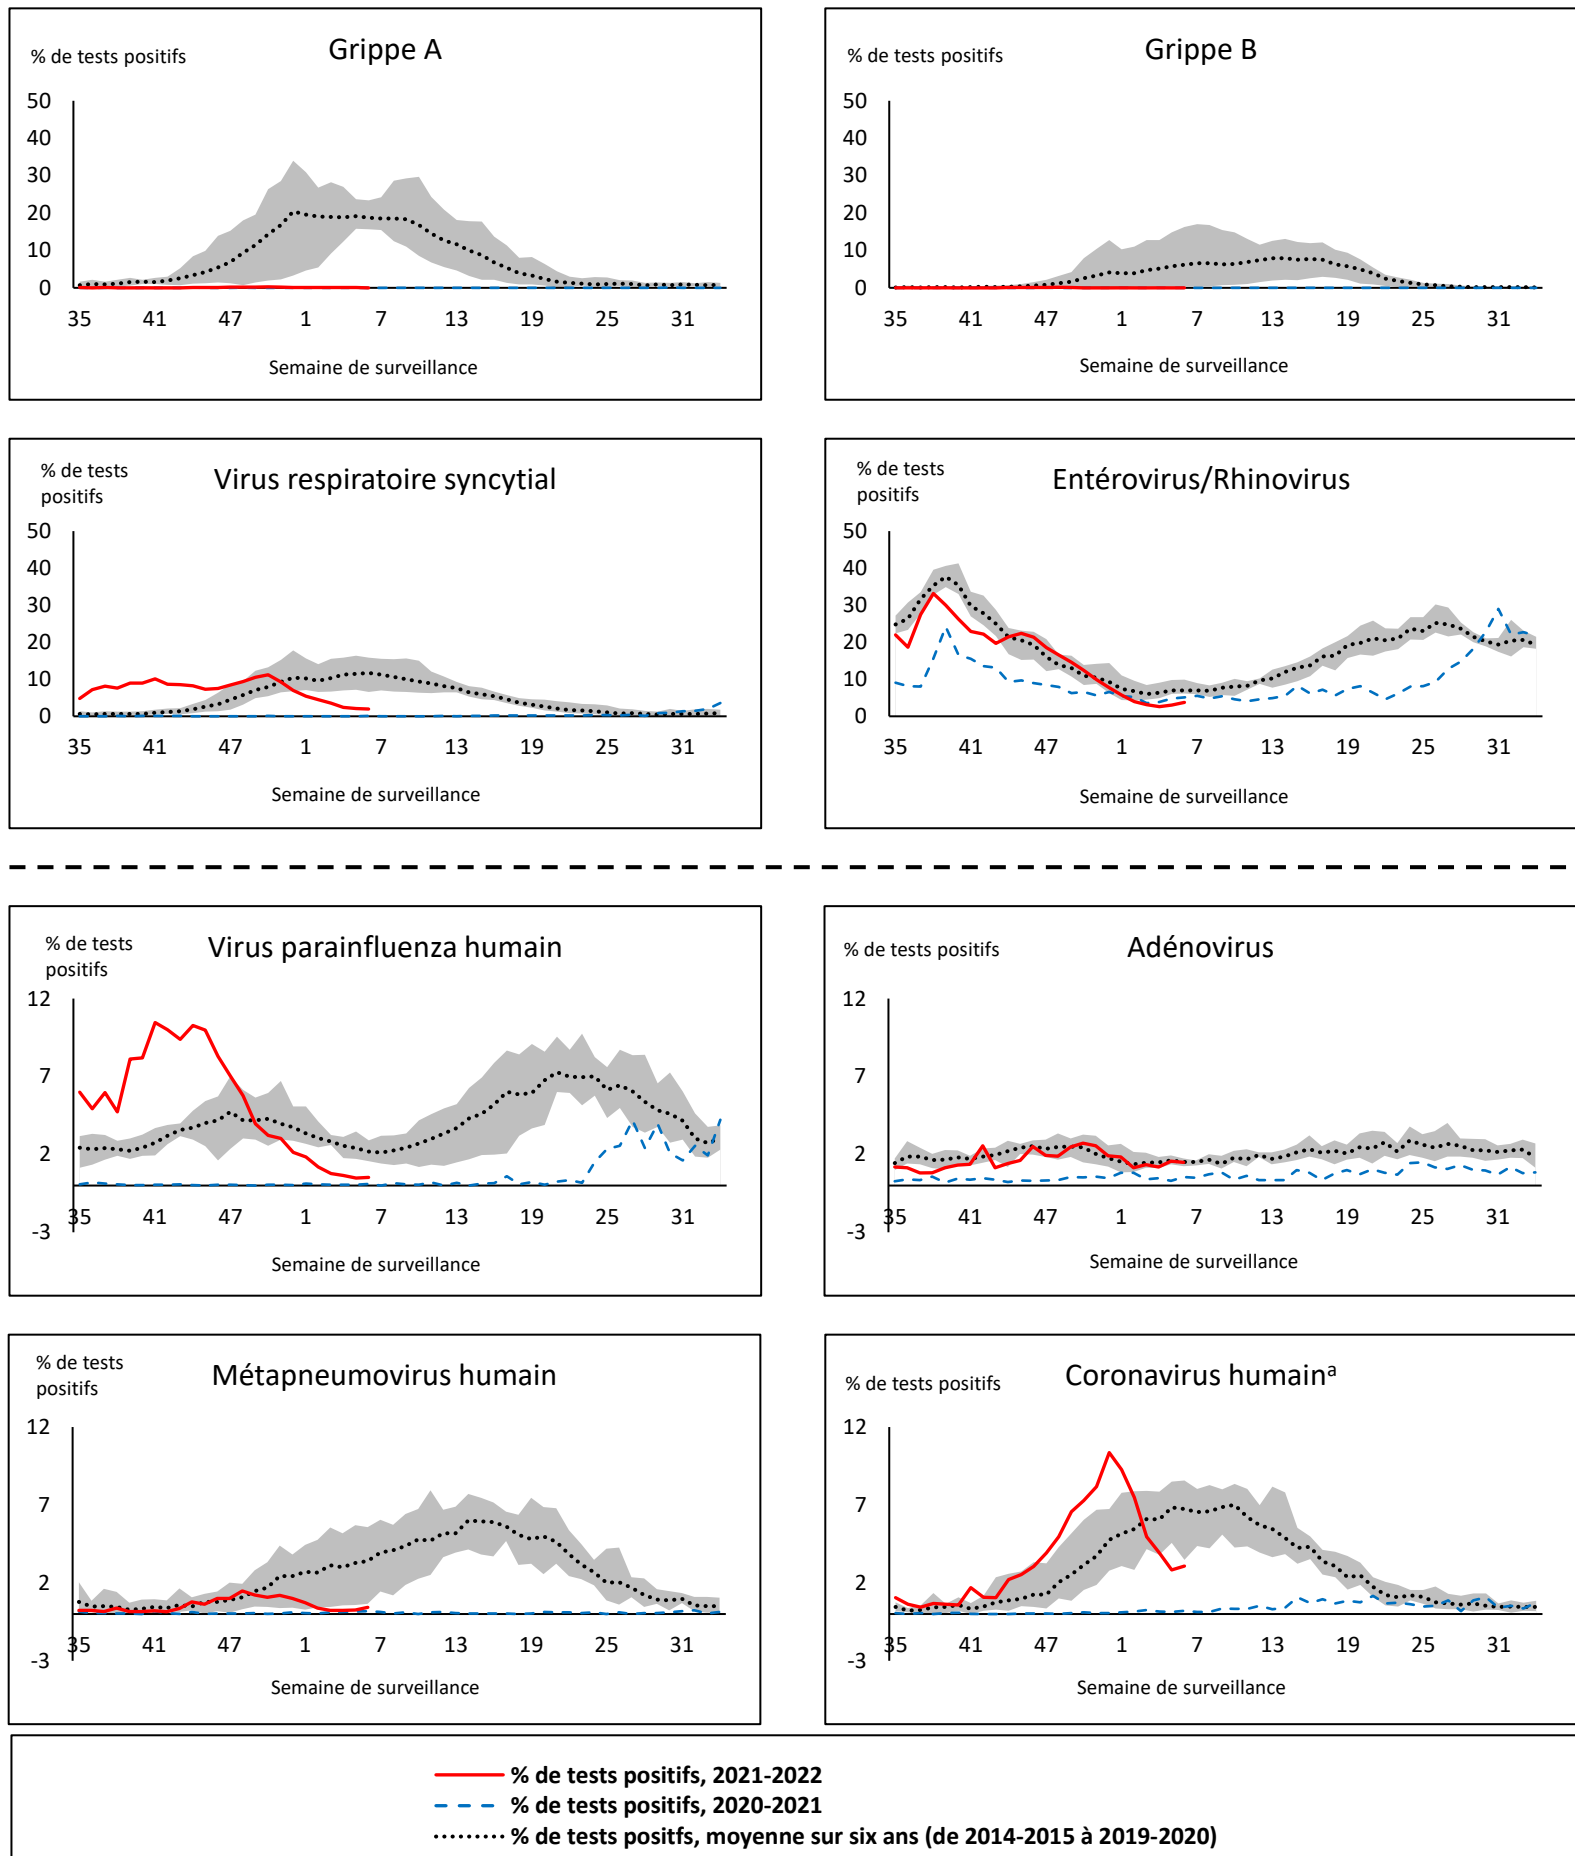 Grippe A
% de tests positifs
50
40
30
20
10
0
35 41 47 1 7 13 19 25 31
Semaine de surveillance
Grippe B
% de tests positifs
50
40
30
20
10
0
35 41 47 1 7 13 19 25 31
Semaine de surveillance
Virus respiratoire syncytial
% de tests
positifs
50
40
30
20
10
0
35 41 47 1 7 13 19 25 31
Semaine de surveillance
Entérovirus/Rhinovirus
% de tests
positifs
50
40
30
20
10
0
35 41 47 1 7 13 19 25 31
Semaine de surveillance
Virus parainfluenza humain
% de tests
positifs
12
7
2
-3
35 41 47 1 7 13 19 25 31
Semaine de surveillance
Adénovirus
% de tests positifs
12
7
2
-3
35 41 47 1 7 13 19 25 31
Semaine de surveillance
Métapneumovirus humain
% de tests
positifs
12
7
2
-3
35 41 47 1 7 13 19 25 31
Semaine de surveillance
Coronavirus humainᵃ
% de tests positifs
12
7
2
-3
35 41 47 1 7 13 19 25 31
Semaine de surveillance
% de tests positifs, 2021-2022
% de tests positifs, 2020-2021
% de tests positfs, moyenne sur six ans (de 2014-2015 à 2019-2020)